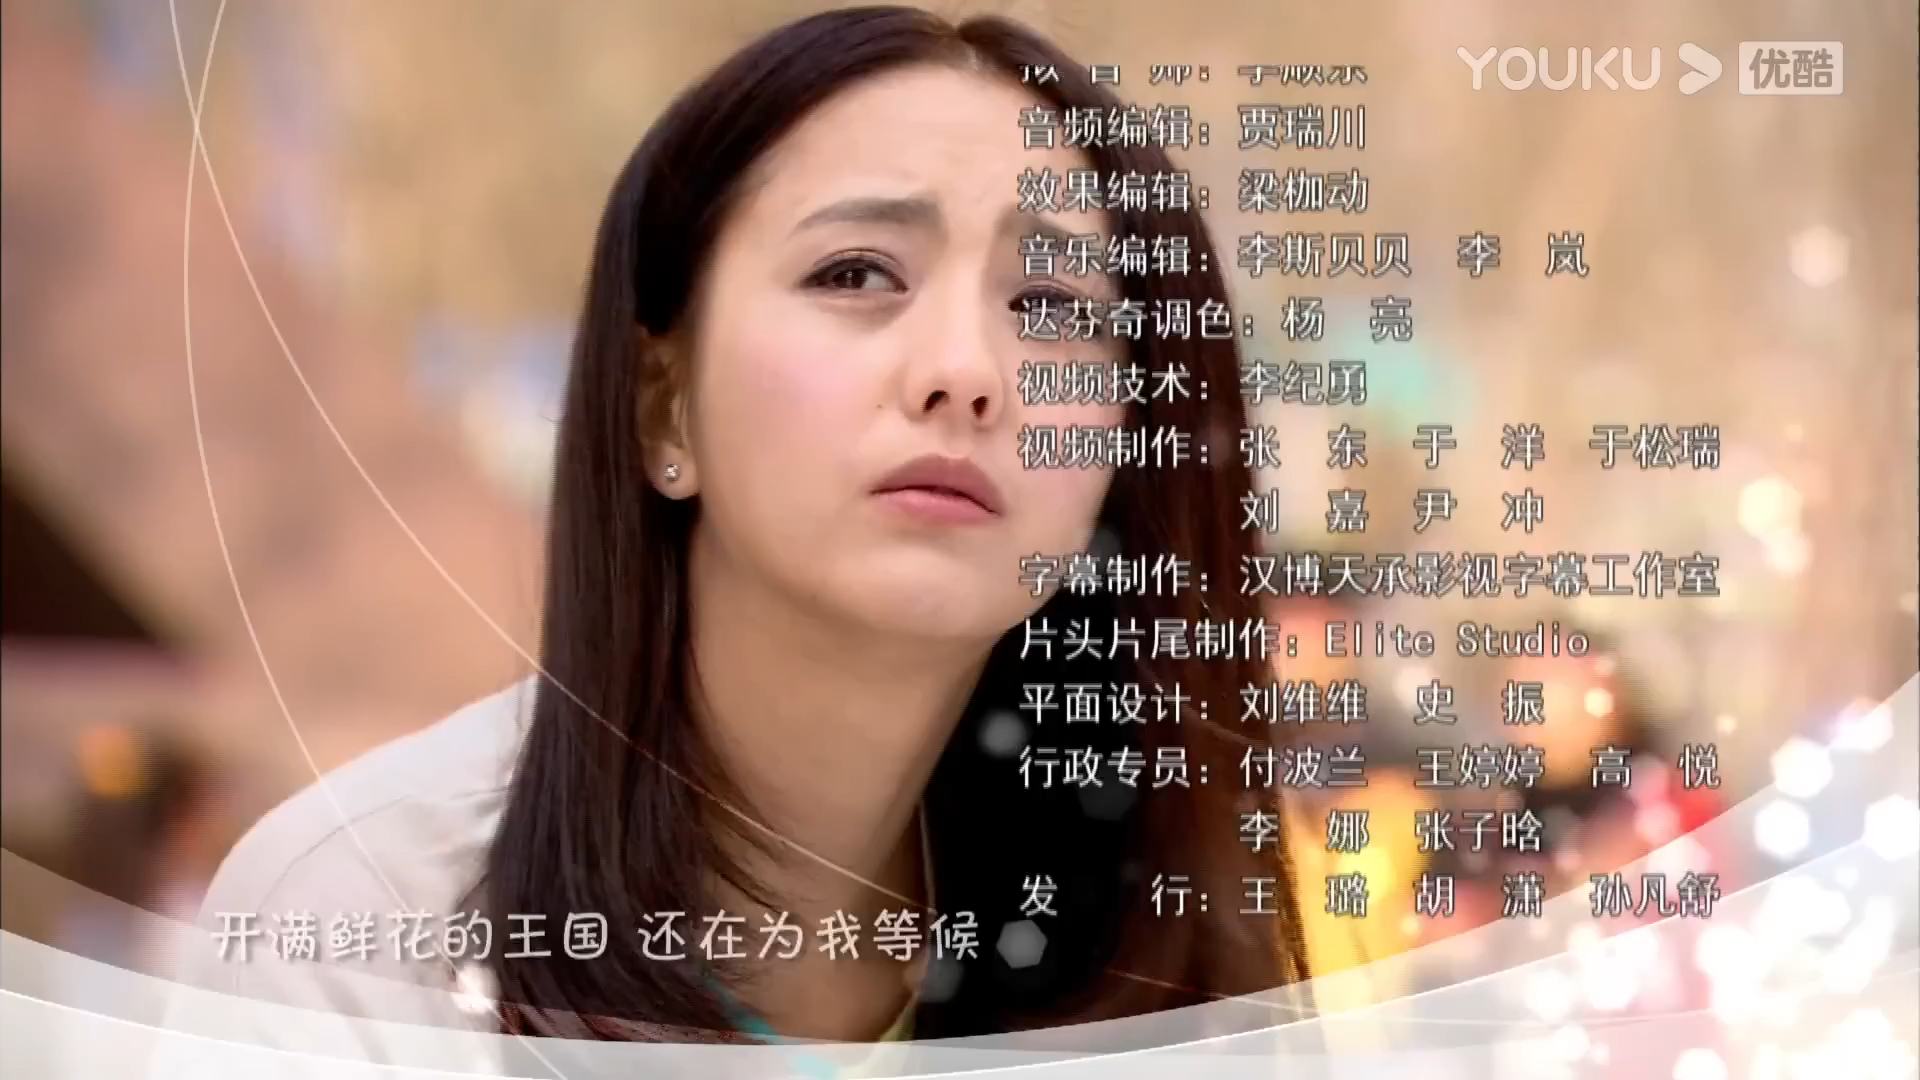 YOUKU 优酷
音频编辑：贾瑞川
效果编辑：梁枷动
音乐编辑：李斯贝贝 李 岚
达芬奇调色：杨 亮
视频技术：李纪勇
视频制作：张 东 于 洋 于松瑞
刘 嘉 尹 冲
字幕制作：汉博天承影视字幕工作室
片头片尾制作：Elite Studio
平面设计：刘维维 史 振
行政专员：付波兰 王婷婷 高 悦
李 娜 张子晗
发 行：王 璐 胡 潇 孙凡舒
开满鲜花的王国 还在为我等候